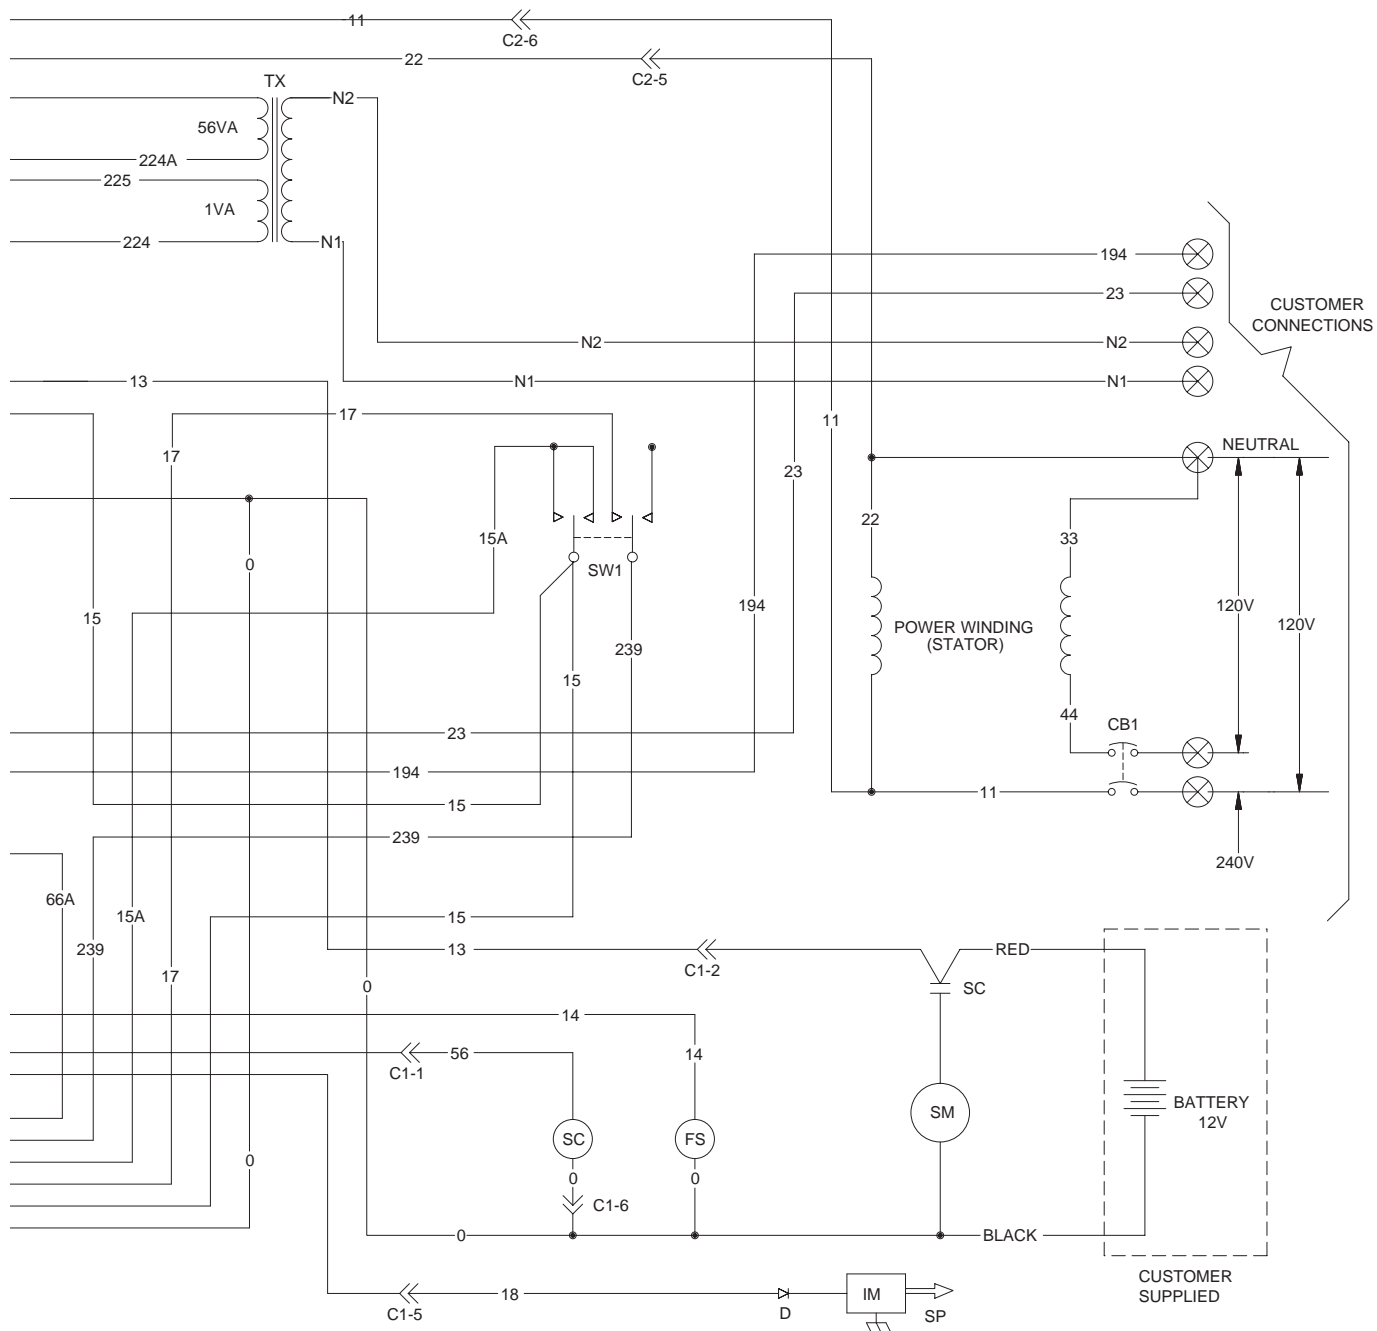 11
C2-6
22
C2-5
TX
N2
56VA
224A
225
1VA
224
N1
194
23
CUSTOMER
CONNECTIONS
N2
N2
13
N1
N1
17
11
NEUTRAL
17
23
22
15A
33
0
SW1
194
120V
15
POWER WINDING
(STATOR)
120V
239
15
44
CB1
23
194
15
11
239
240V
66A
15A
15
239
13
RED
C1-2
17
0
SC
14
56
14
C1-1
BATTERY
12V
SM
SC
FS
0
0
0
C1-6
0
BLACK
CUSTOMER
SUPPLIED
18
IM
C1-5
D
SP